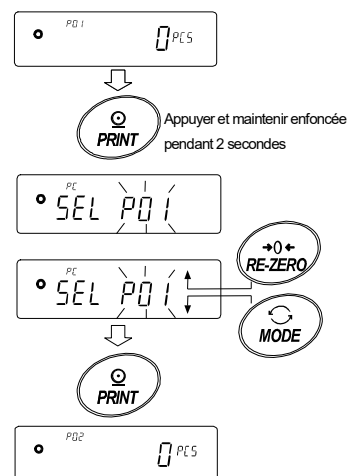 P01
0 PCS
PRINT
Appuyer et maintenir enfoncée
pendant 2 secondes
PC
SEL P01
PC
SEL P01
→0←
RE-ZERO
MODE
PRINT
P02
0 PCS